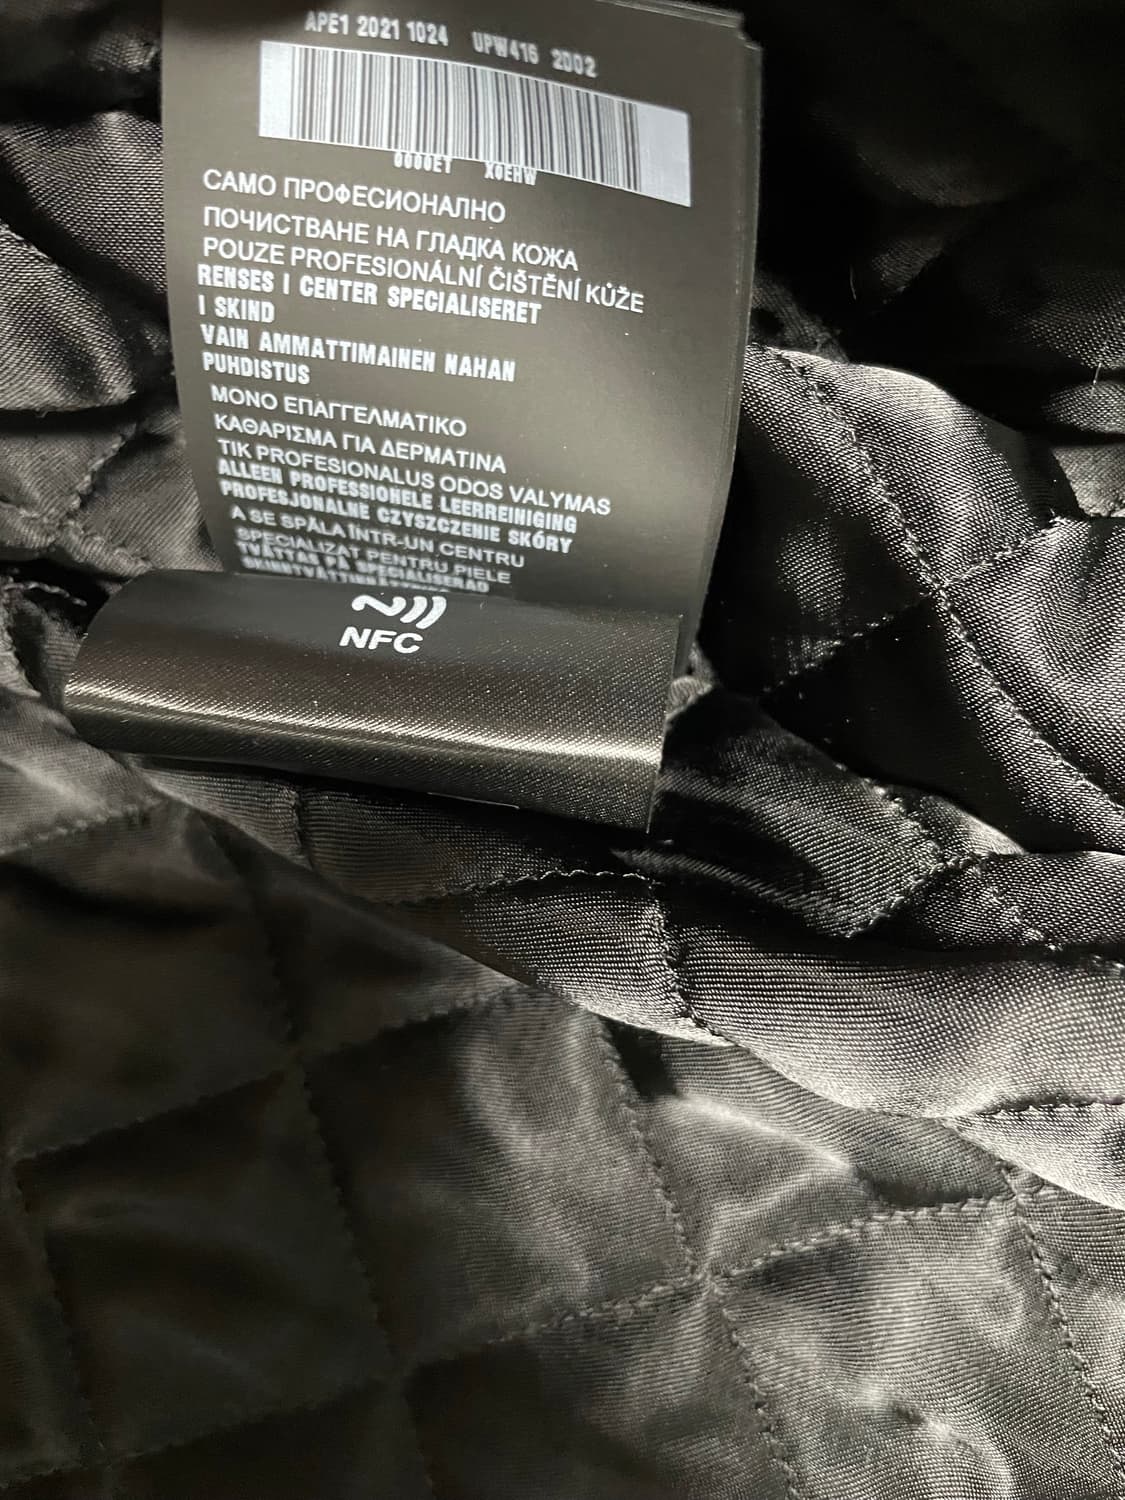 APE1 2021 1024 UPW416 2D02
0000ET X0EHW
САМО ПРОФЕСИОНАЛНО
ПОЧИСТВАНЕ НА ГЛАДКА КОЖА
POUZE PROFESIONÁLNÍ ČIŠTĚNÍ KŮŽE
RENSES I CENTER SPECIALISERET
I SKIND
VAIN AMMATTIMAINEN NAHAN
PUHDISTUS
ΜΟΝΟ ΕΠΑΓΓΕΛΜΑΤΙΚΟ
ΚΑΘΑΡΙΣΜΑ ΓΙΑ ΔΕΡΜΑΤΙΝΑ
TIK PROFESIONALUS ODOS VALYMAS
ALLEEN PROFESSIONELE LEERREINIGING
PROFESJONALNE CZYSZCZENIE SKÓRY
A SE SPĂLA ÎNTR-UN CENTRU
SPECIALIZAT PENTRU PIELE
TVÄTTAS PÅ SPECIALISERAD
NFC